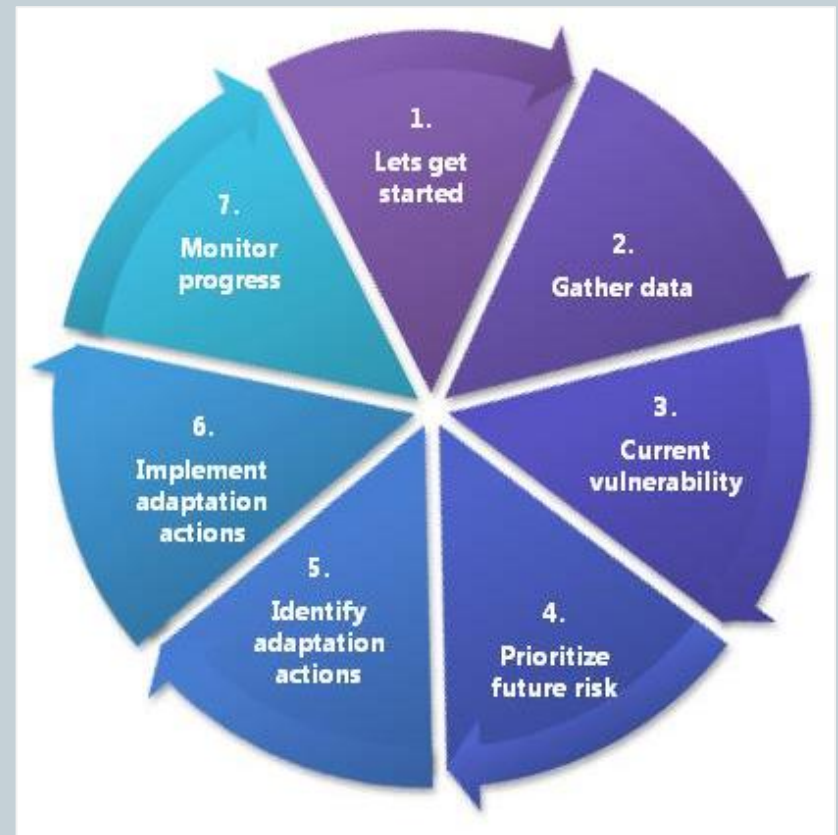 1.
Lets get
started
2.
Gather data
3.
Current
vulnerability
4.
Prioritize
future risk
5.
Identify
adaptation
actions
6.
Implement
adaptation
actions
7.
Monitor
progress